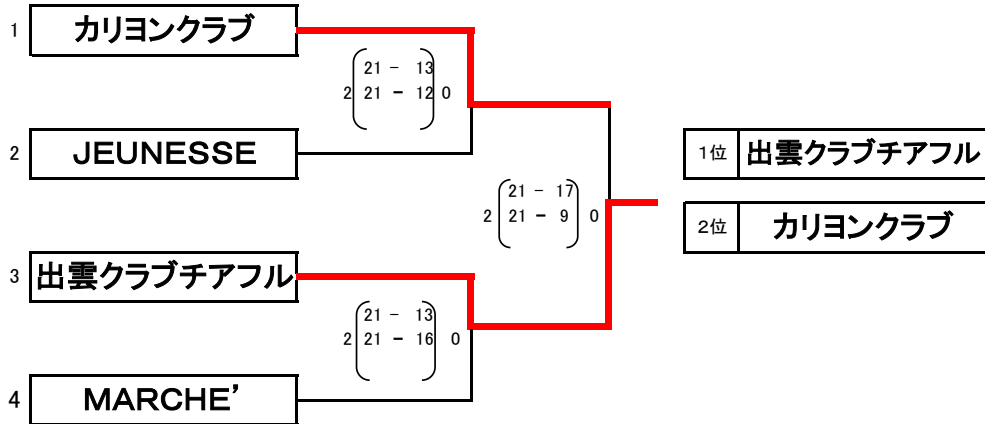 1 カリヨンクラブ
21 － 13
2 21 － 12 0
2 JEUNESSE
1位 出雲クラブチアフル
21 － 17
2 21 － 9 0
2位 カリヨンクラブ
3 出雲クラブチアフル
21 － 13
2 21 － 16 0
4 MARCHE’